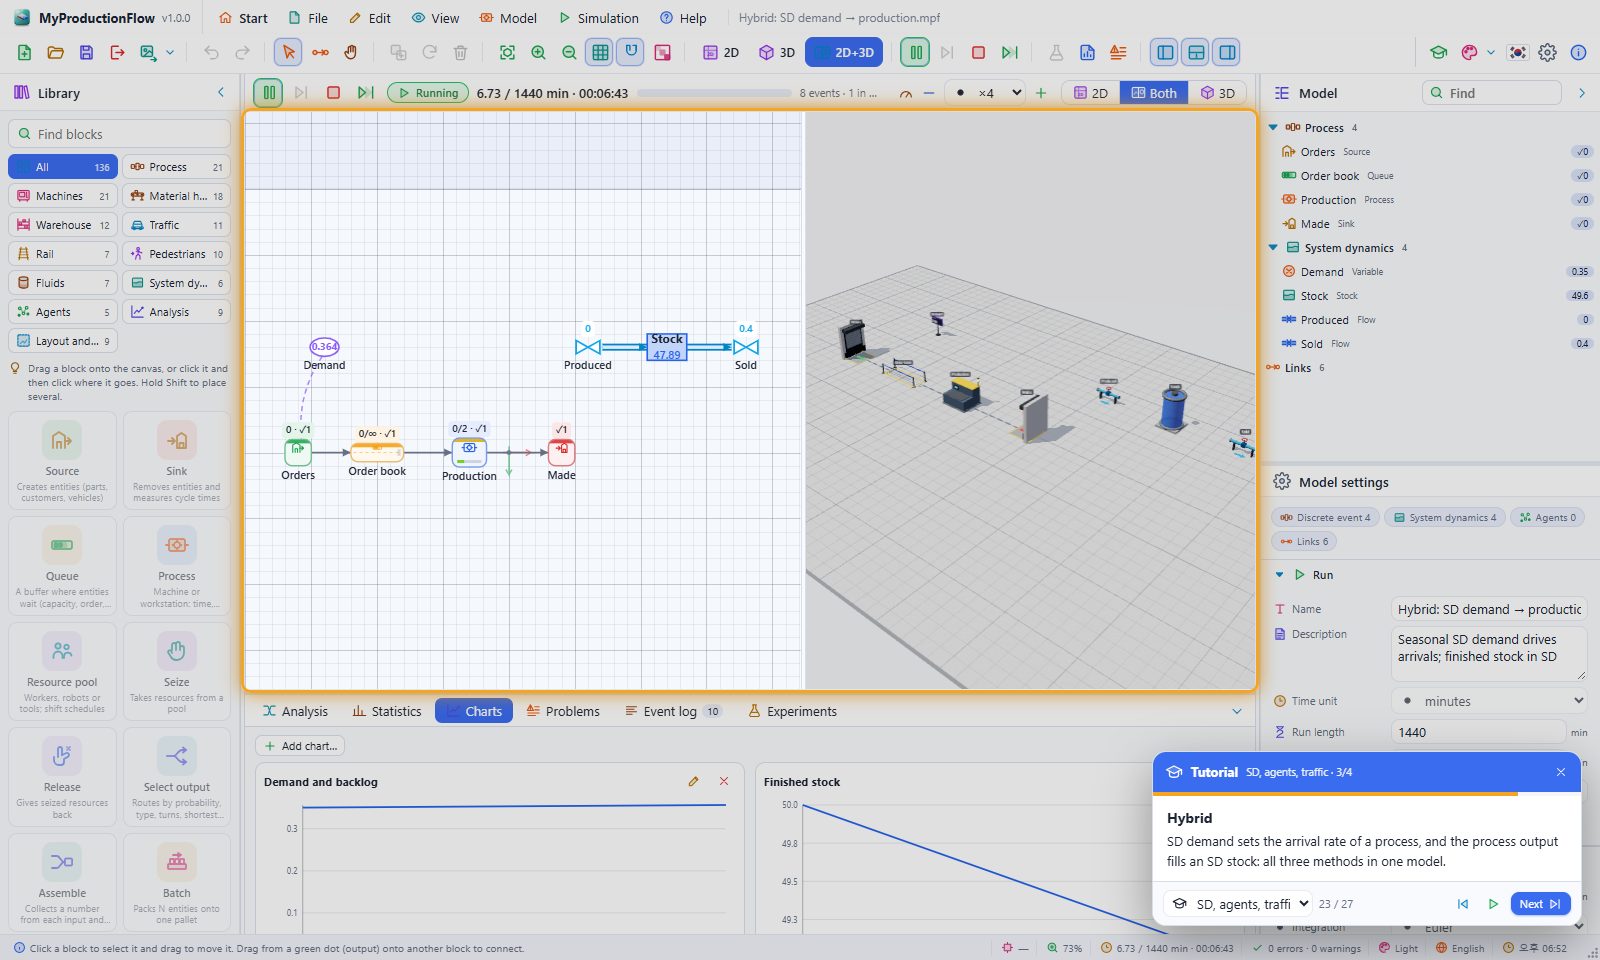 MyProductionFlow v1.0.0 Start File Edit View Model Simulation Help Hybrid: SD demand → production.mpf
2D 3D 2D+3D
Library
Find blocks
All 136
Process 21
Machines 21
Material h... 18
Warehouse 12
Traffic 11
Rail 7
Pedestrians 10
Fluids 7
System dy... 6
Agents 5
Analysis 9
Layout and... 9
Drag a block onto the canvas, or click it and
then click where it goes. Hold Shift to place
several.
Source
Creates entities (parts,
customers, vehicles)
Sink
Removes entities and
measures cycle times
Queue
A buffer where entities
wait (capacity, order,...
Process
Machine or
workstation: time,...
Resource pool
Workers, robots or
tools; shift schedules
Seize
Takes resources from a
pool
Release
Gives seized resources
back
Select output
Routes by probability,
type, turns, shortest...
Assemble
Collects a number
from each input and...
Batch
Packs N entities onto
one pallet
Running 6.73 / 1440 min · 00:06:43 8 events · 1 in ... ×4 2D Both 3D
0.364
Demand
0
Produced
Stock
47.89
0.4
Sold
0 · ✓1
Orders
0/∞ · ✓1
Order book
0/2 · ✓1
Production
✓1
Made
Analysis Statistics Charts Problems Event log 10 Experiments
Add chart...
Demand and backlog
0.3
0.2
0.1
Finished stock
50.0
49.8
49.5
49.3
Model Find
Process 4
Orders Source ✓0
Order book Queue ✓0
Production Process ✓0
Made Sink ✓0
System dynamics 4
Demand Variable 0.35
Stock Stock 49.6
Produced Flow 0
Sold Flow 0.4
Links 6
Model settings
Discrete event 4 System dynamics 4 Agents 0
Links 6
Run
Name Hybrid: SD demand → productic
Description Seasonal SD demand drives
arrivals; finished stock in SD
Time unit minutes
Run length 1440 min
Integration Euler
Tutorial SD, agents, traffic · 3/4
Hybrid
SD demand sets the arrival rate of a process, and the process output
fills an SD stock: all three methods in one model.
SD, agents, traffi 23 / 27 Next
Click a block to select it and drag to move it. Drag from a green dot (output) onto another block to connect. — 73% 6.73 / 1440 min · 00:06:43 0 errors · 0 warnings Light English 오후 06:52